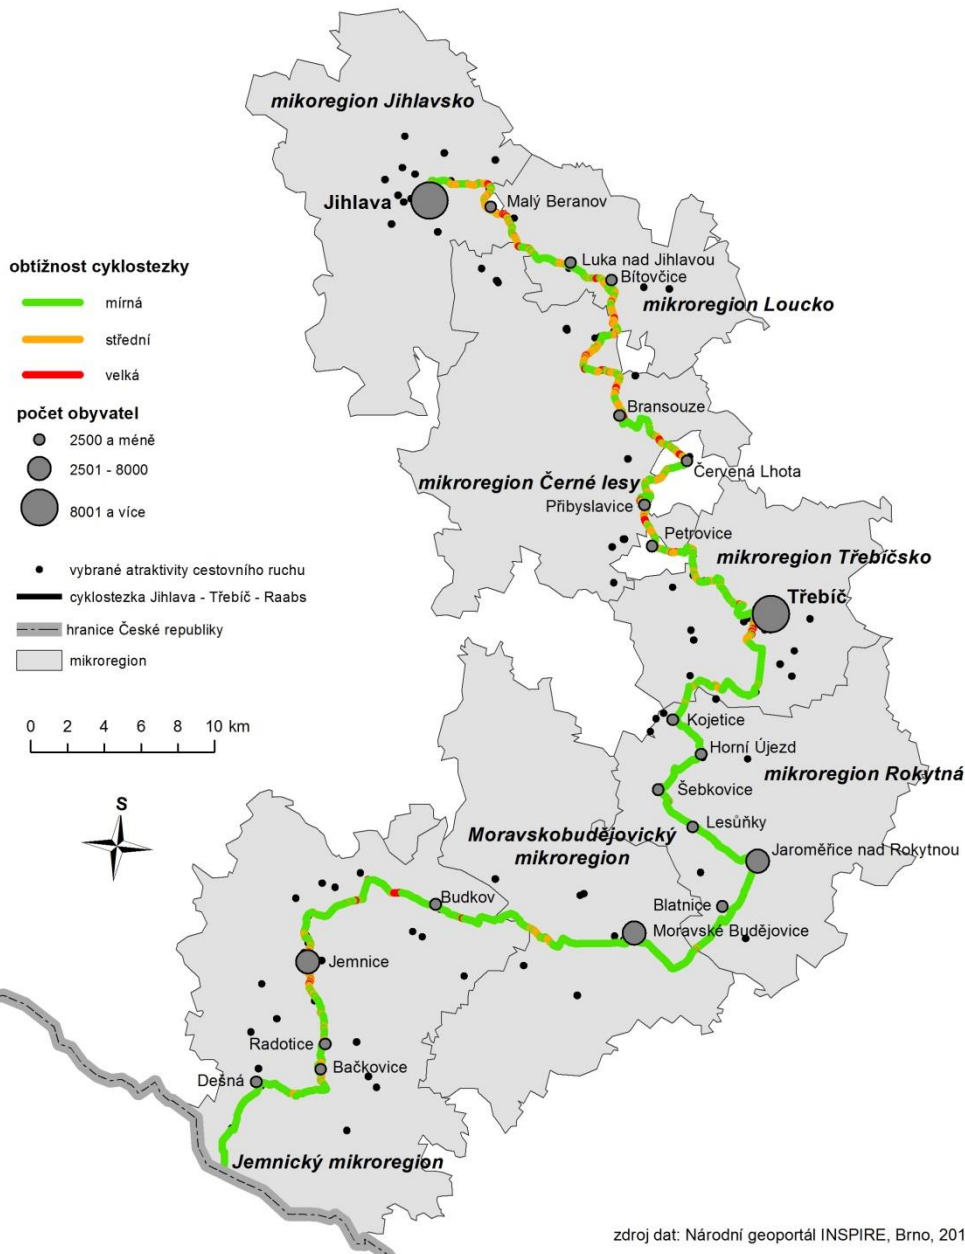 mikoregion Jihlavsko
Jihlava
Malý Beranov
Luka nad Jihlavou
Bítovčice
mikroregion Loucko
obtížnost cyklostezky
mírná
střední
velká
počet obyvatel
2500 a méně
2501 - 8000
8001 a více
vybrané atraktivity cestovního ruchu
cyklostezka Jihlava - Třebíč - Raabs
hranice České republiky
mikroregion
0 2 4 6 8 10 km
S
Bransouze
Červená Lhota
mikroregion Černé lesy
Přibyslavice
Petrovice
mikroregion Třebíčsko
Třebíč
Kojetice
Horní Újezd
mikroregion Rokytná
Šebkovice
Lesůňky
Moravskobudějovický
mikroregion
Jaroměřice nad Rokytnou
Budkov
Blatnice
Moravské Budějovice
Jemnice
Radotice
Bačkovice
Dešná
Jemnický mikroregion
zdroj dat: Národní geoportál INSPIRE, Brno, 201